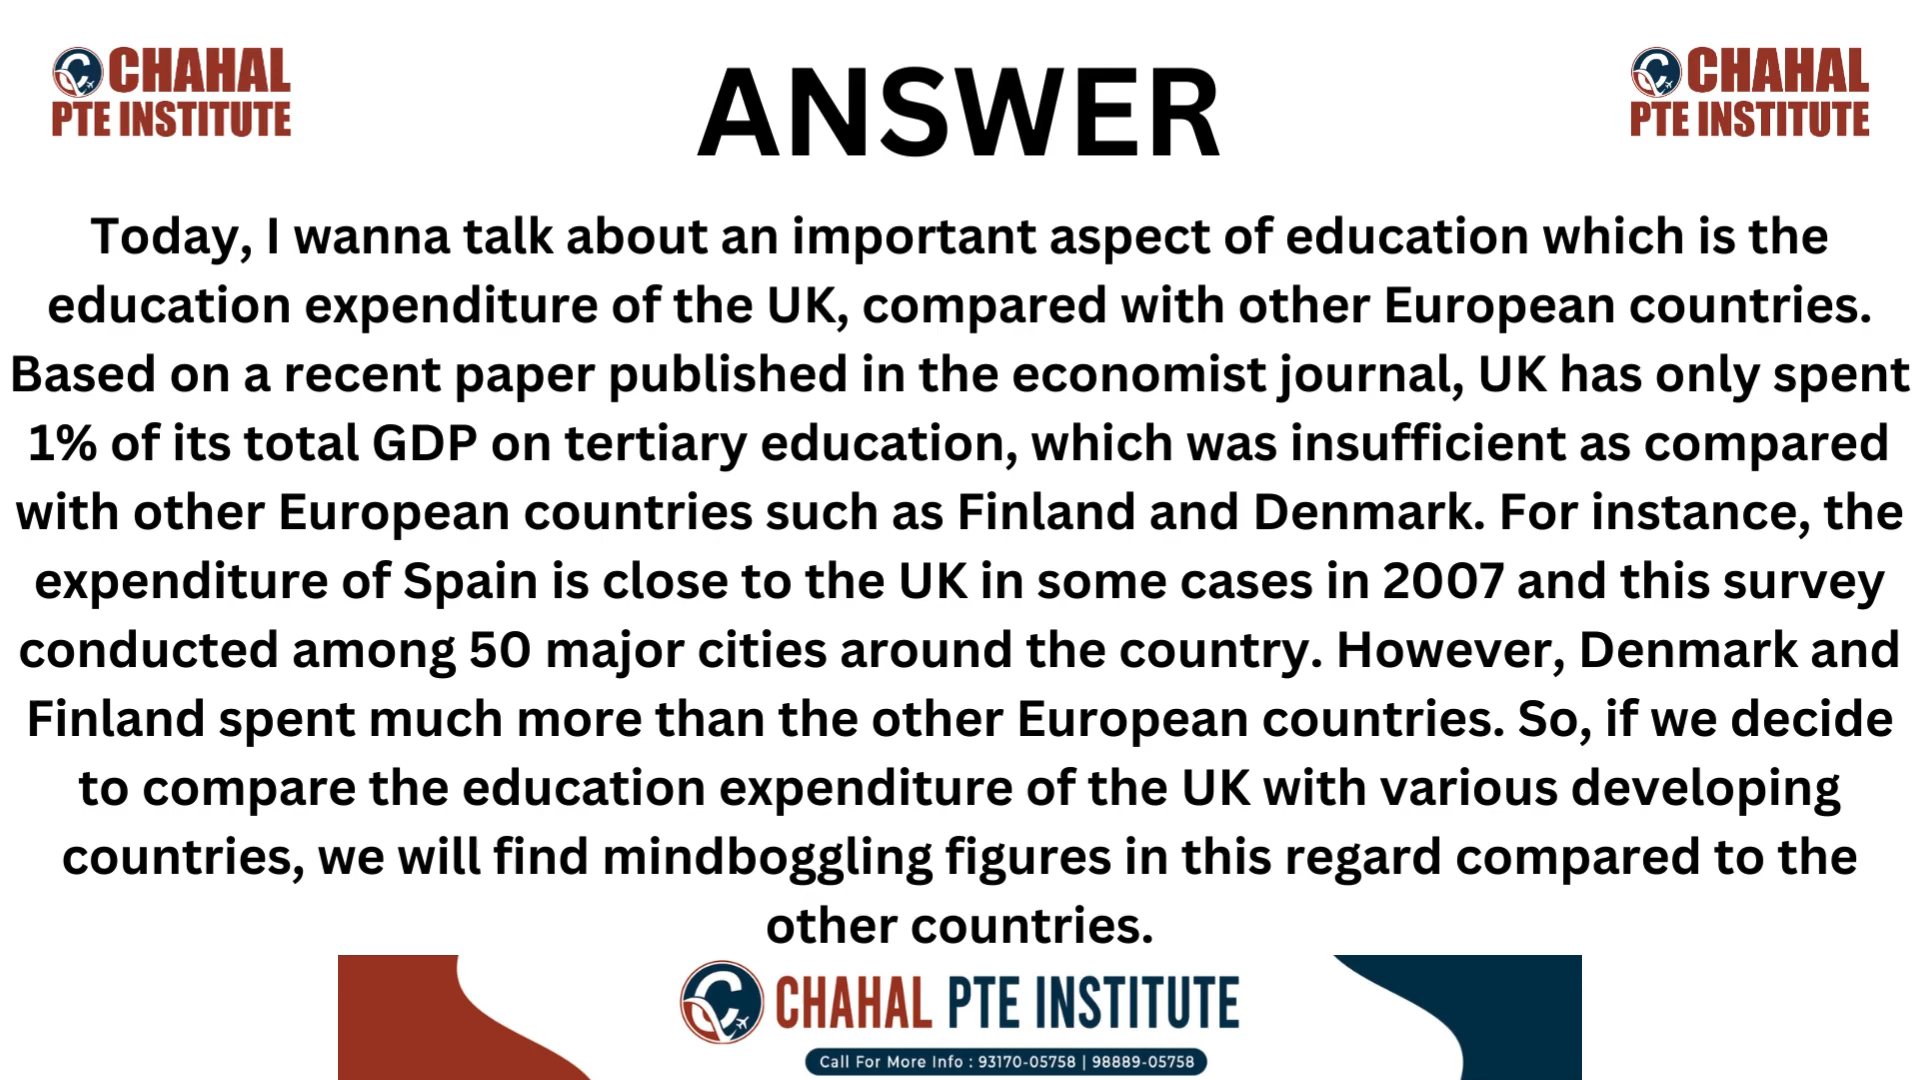 CHAHAL
PTE INSTITUTE
ANSWER
CHAHAL
PTE INSTITUTE
Today, I wanna talk about an important aspect of education which is the
education expenditure of the UK, compared with other European countries.
Based on a recent paper published in the economist journal, UK has only spent
1% of its total GDP on tertiary education, which was insufficient as compared
with other European countries such as Finland and Denmark. For instance, the
expenditure of Spain is close to the UK in some cases in 2007 and this survey
conducted among 50 major cities around the country. However, Denmark and
Finland spent much more than the other European countries. So, if we decide
to compare the education expenditure of the UK with various developing
countries, we will find mindboggling figures in this regard compared to the
other countries.
CHAHAL PTE INSTITUTE
Call For More Info : 93170-05758 | 98889-05758